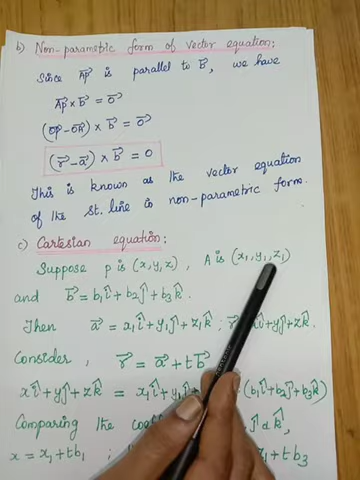 b) Non-parametric form of vector equation:
Since AP⃗ is parallel to b⃗, we have
AP⃗ × b⃗ = 0⃗
(OP⃗ - OA⃗) × b⃗ = 0⃗
(r⃗ - a⃗) × b⃗ = 0
This is known as the vector equation
of the st. line in non-parametric form.
c) Cartesian equation:
Suppose P is (x, y, z), A is (x₁, y₁, z₁)
and b⃗ = b₁î + b₂ĵ + b₃k̂.
Then a⃗ = x₁î + y₁ĵ + z₁k̂ ; î + yĵ + zk̂.
Consider, r⃗ = a⃗ + tb⃗
xî + yĵ + zk̂ = x₁î + y₁ĵ (b₁î + b₂ĵ + b₃k̂)
Comparing the ĵ & k̂,
x = x₁ + tb₁ ; z₁ + tb₃